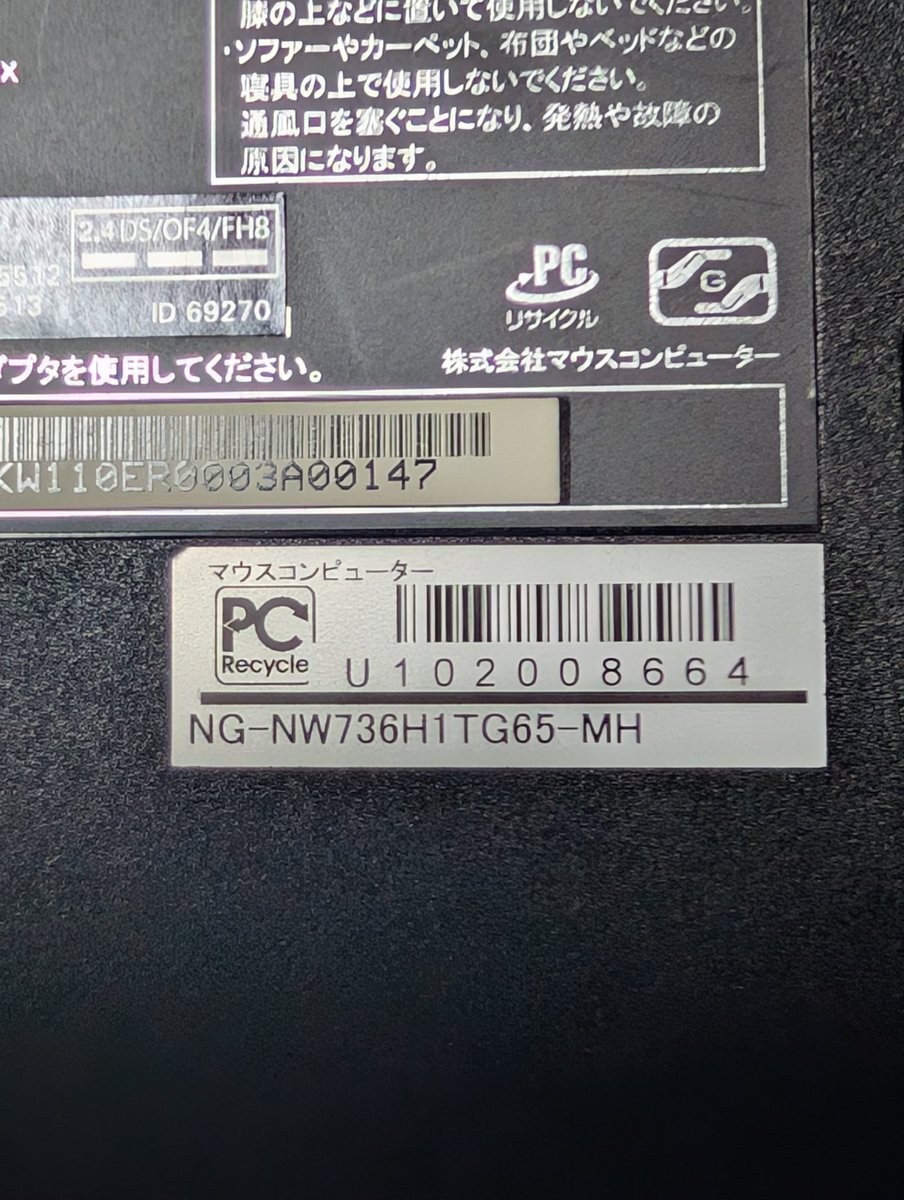 膝の上などに置いて使用しないでください。
・ソファーやカーペット、布団やベッドなどの
寝具の上で使用しないでください。
通風口を塞ぐことになり、発熱や故障の
原因になります。
x
2.4DS/OF4/FH8
ID 69270
PC
リサイクル
G
株式会社マウスコンピューター
プタを使用してください。
KW110ER0003A00147
マウスコンピューター
PC
Recycle
U102008664
NG-NW736H1TG65-MH